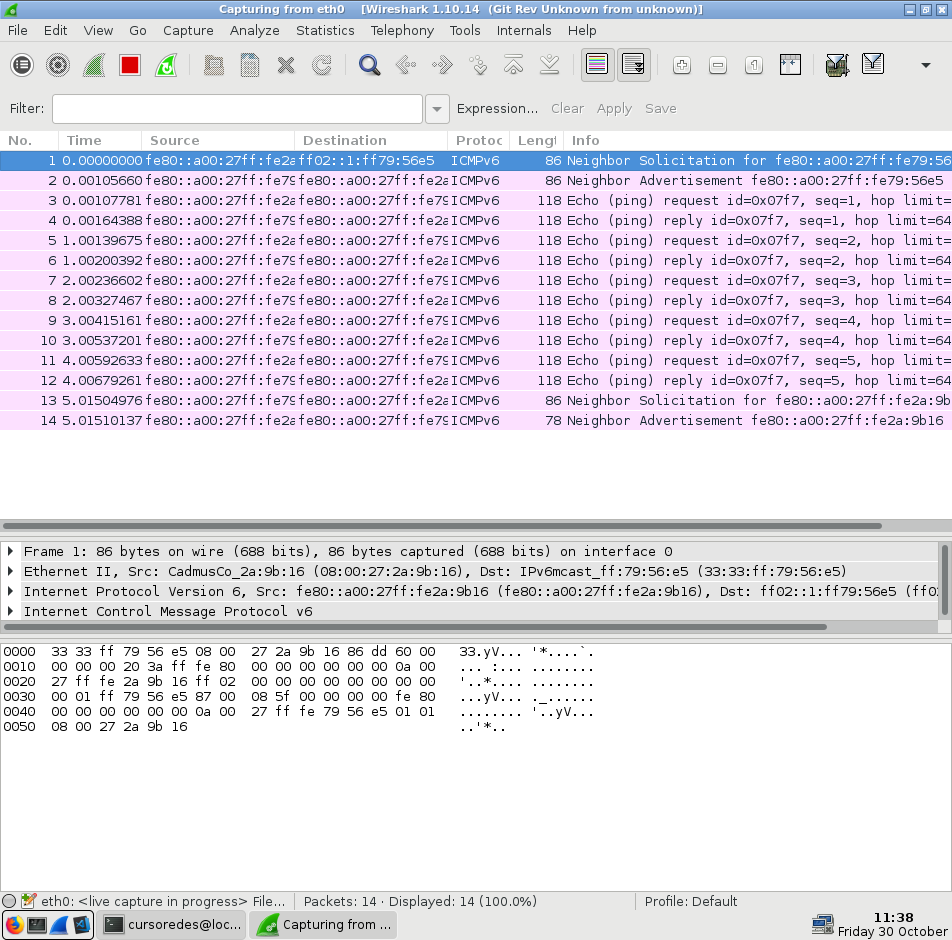 Capturing from eth0 [Wireshark 1.10.14 (Git Rev Unknown from unknown)]
File Edit View Go Capture Analyze Statistics Telephony Tools Internals Help
Filter: Expression... Clear Apply Save
No. Time Source Destination Protoc Lengt Info
1 0.00000000 fe80::a00:27ff:fe2a ff02::1:ff79:56e5 ICMPv6 86 Neighbor Solicitation for fe80::a00:27ff:fe79:56
2 0.00105660 fe80::a00:27ff:fe79 fe80::a00:27ff:fe2a ICMPv6 86 Neighbor Advertisement fe80::a00:27ff:fe79:56e5
3 0.00107781 fe80::a00:27ff:fe2a fe80::a00:27ff:fe79 ICMPv6 118 Echo (ping) request id=0x07f7, seq=1, hop limit=
4 0.00164388 fe80::a00:27ff:fe79 fe80::a00:27ff:fe2a ICMPv6 118 Echo (ping) reply id=0x07f7, seq=1, hop limit=64
5 1.00139675 fe80::a00:27ff:fe2a fe80::a00:27ff:fe79 ICMPv6 118 Echo (ping) request id=0x07f7, seq=2, hop limit=
6 1.00200392 fe80::a00:27ff:fe79 fe80::a00:27ff:fe2a ICMPv6 118 Echo (ping) reply id=0x07f7, seq=2, hop limit=64
7 2.00236602 fe80::a00:27ff:fe2a fe80::a00:27ff:fe79 ICMPv6 118 Echo (ping) request id=0x07f7, seq=3, hop limit=
8 2.00327467 fe80::a00:27ff:fe79 fe80::a00:27ff:fe2a ICMPv6 118 Echo (ping) reply id=0x07f7, seq=3, hop limit=64
9 3.00415161 fe80::a00:27ff:fe2a fe80::a00:27ff:fe79 ICMPv6 118 Echo (ping) request id=0x07f7, seq=4, hop limit=
10 3.00537201 fe80::a00:27ff:fe79 fe80::a00:27ff:fe2a ICMPv6 118 Echo (ping) reply id=0x07f7, seq=4, hop limit=64
11 4.00592633 fe80::a00:27ff:fe2a fe80::a00:27ff:fe79 ICMPv6 118 Echo (ping) request id=0x07f7, seq=5, hop limit=
12 4.00679261 fe80::a00:27ff:fe79 fe80::a00:27ff:fe2a ICMPv6 118 Echo (ping) reply id=0x07f7, seq=5, hop limit=64
13 5.01504976 fe80::a00:27ff:fe79 fe80::a00:27ff:fe2a ICMPv6 86 Neighbor Solicitation for fe80::a00:27ff:fe2a:9b
14 5.01510137 fe80::a00:27ff:fe2a fe80::a00:27ff:fe79 ICMPv6 78 Neighbor Advertisement fe80::a00:27ff:fe2a:9b16
Frame 1: 86 bytes on wire (688 bits), 86 bytes captured (688 bits) on interface 0
Ethernet II, Src: CadmusCo_2a:9b:16 (08:00:27:2a:9b:16), Dst: IPv6mcast_ff:79:56:e5 (33:33:ff:79:56:e5)
Internet Protocol Version 6, Src: fe80::a00:27ff:fe2a:9b16 (fe80::a00:27ff:fe2a:9b16), Dst: ff02::1:ff79:56e5 (ff0
Internet Control Message Protocol v6
0000 33 33 ff 79 56 e5 08 00 27 2a 9b 16 86 dd 60 00 33.yV... '*....`.
0010 00 00 00 20 3a ff fe 80 00 00 00 00 00 00 0a 00 ... :... ........
0020 27 ff fe 2a 9b 16 ff 02 00 00 00 00 00 00 00 00 '..*.... ........
0030 00 01 ff 79 56 e5 87 00 08 5f 00 00 00 00 fe 80 ...yV... ._......
0040 00 00 00 00 00 00 0a 00 27 ff fe 79 56 e5 01 01 ........ '..yV...
0050 08 00 27 2a 9b 16 ..'*..
eth0: <live capture in progress> File... Packets: 14 · Displayed: 14 (100.0%) Profile: Default
cursoredes@loc... Capturing from ... 11:38
Friday 30 October